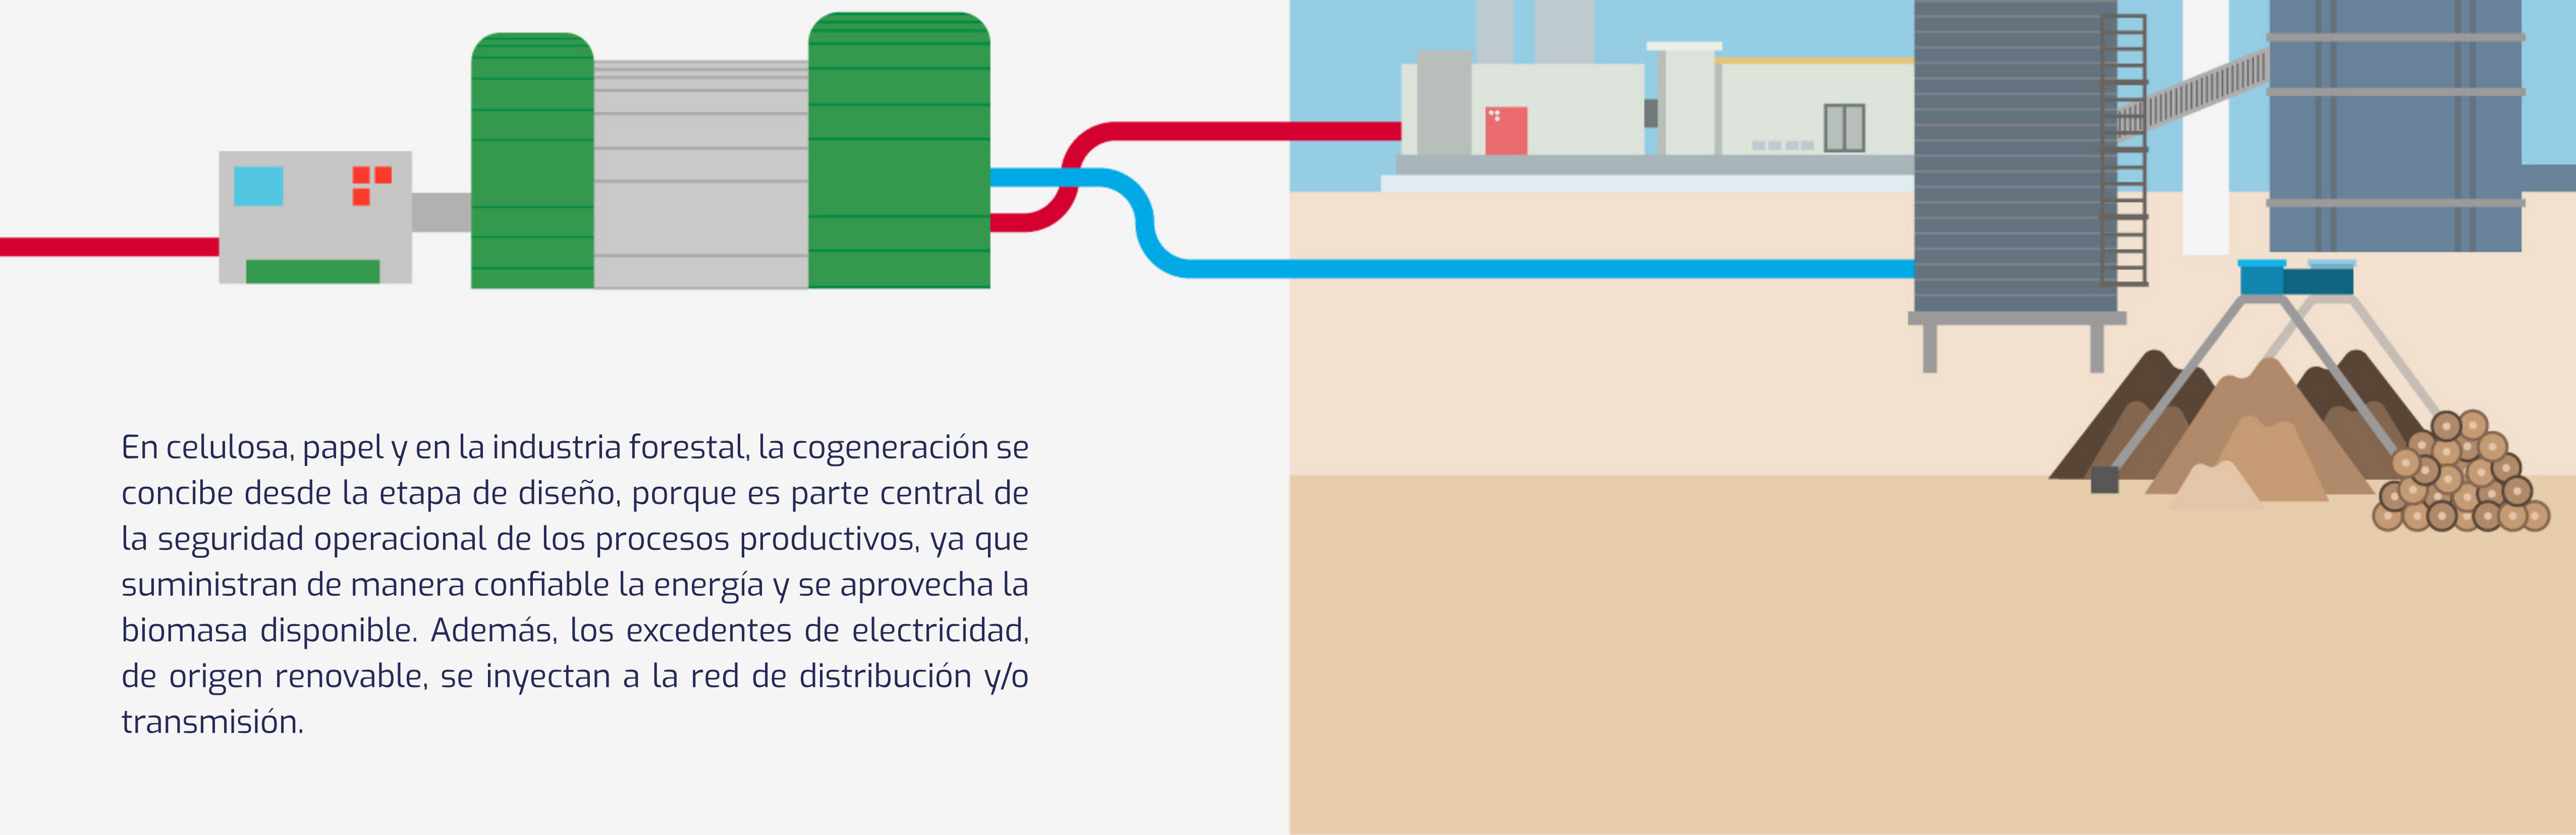 En celulosa, papel y en la industria forestal, la cogeneración se
concibe desde la etapa de diseño, porque es parte central de
la seguridad operacional de los procesos productivos, ya que
suministran de manera confiable la energía y se aprovecha la
biomasa disponible. Además, los excedentes de electricidad,
de origen renovable, se inyectan a la red de distribución y/o
transmisión.